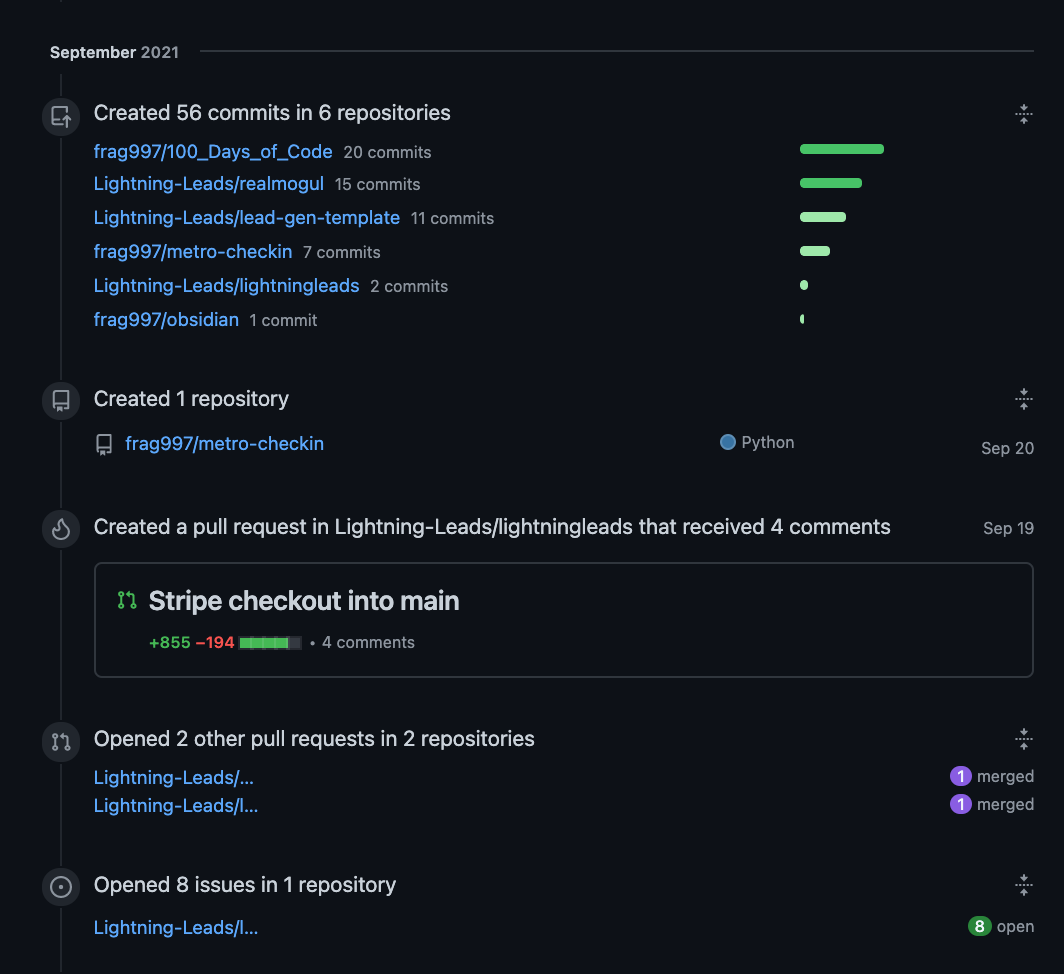 September 2021
Created 56 commits in 6 repositories
frag997/100_Days_of_Code 20 commits
Lightning-Leads/realmogul 15 commits
Lightning-Leads/lead-gen-template 11 commits
frag997/metro-checkin 7 commits
Lightning-Leads/lightningleads 2 commits
frag997/obsidian 1 commit
Created 1 repository
frag997/metro-checkin Python Sep 20
Created a pull request in Lightning-Leads/lightningleads that received 4 comments Sep 19
Stripe checkout into main
+855 −194 • 4 comments
Opened 2 other pull requests in 2 repositories
Lightning-Leads/... 1 merged
Lightning-Leads/l... 1 merged
Opened 8 issues in 1 repository
Lightning-Leads/l... 8 open